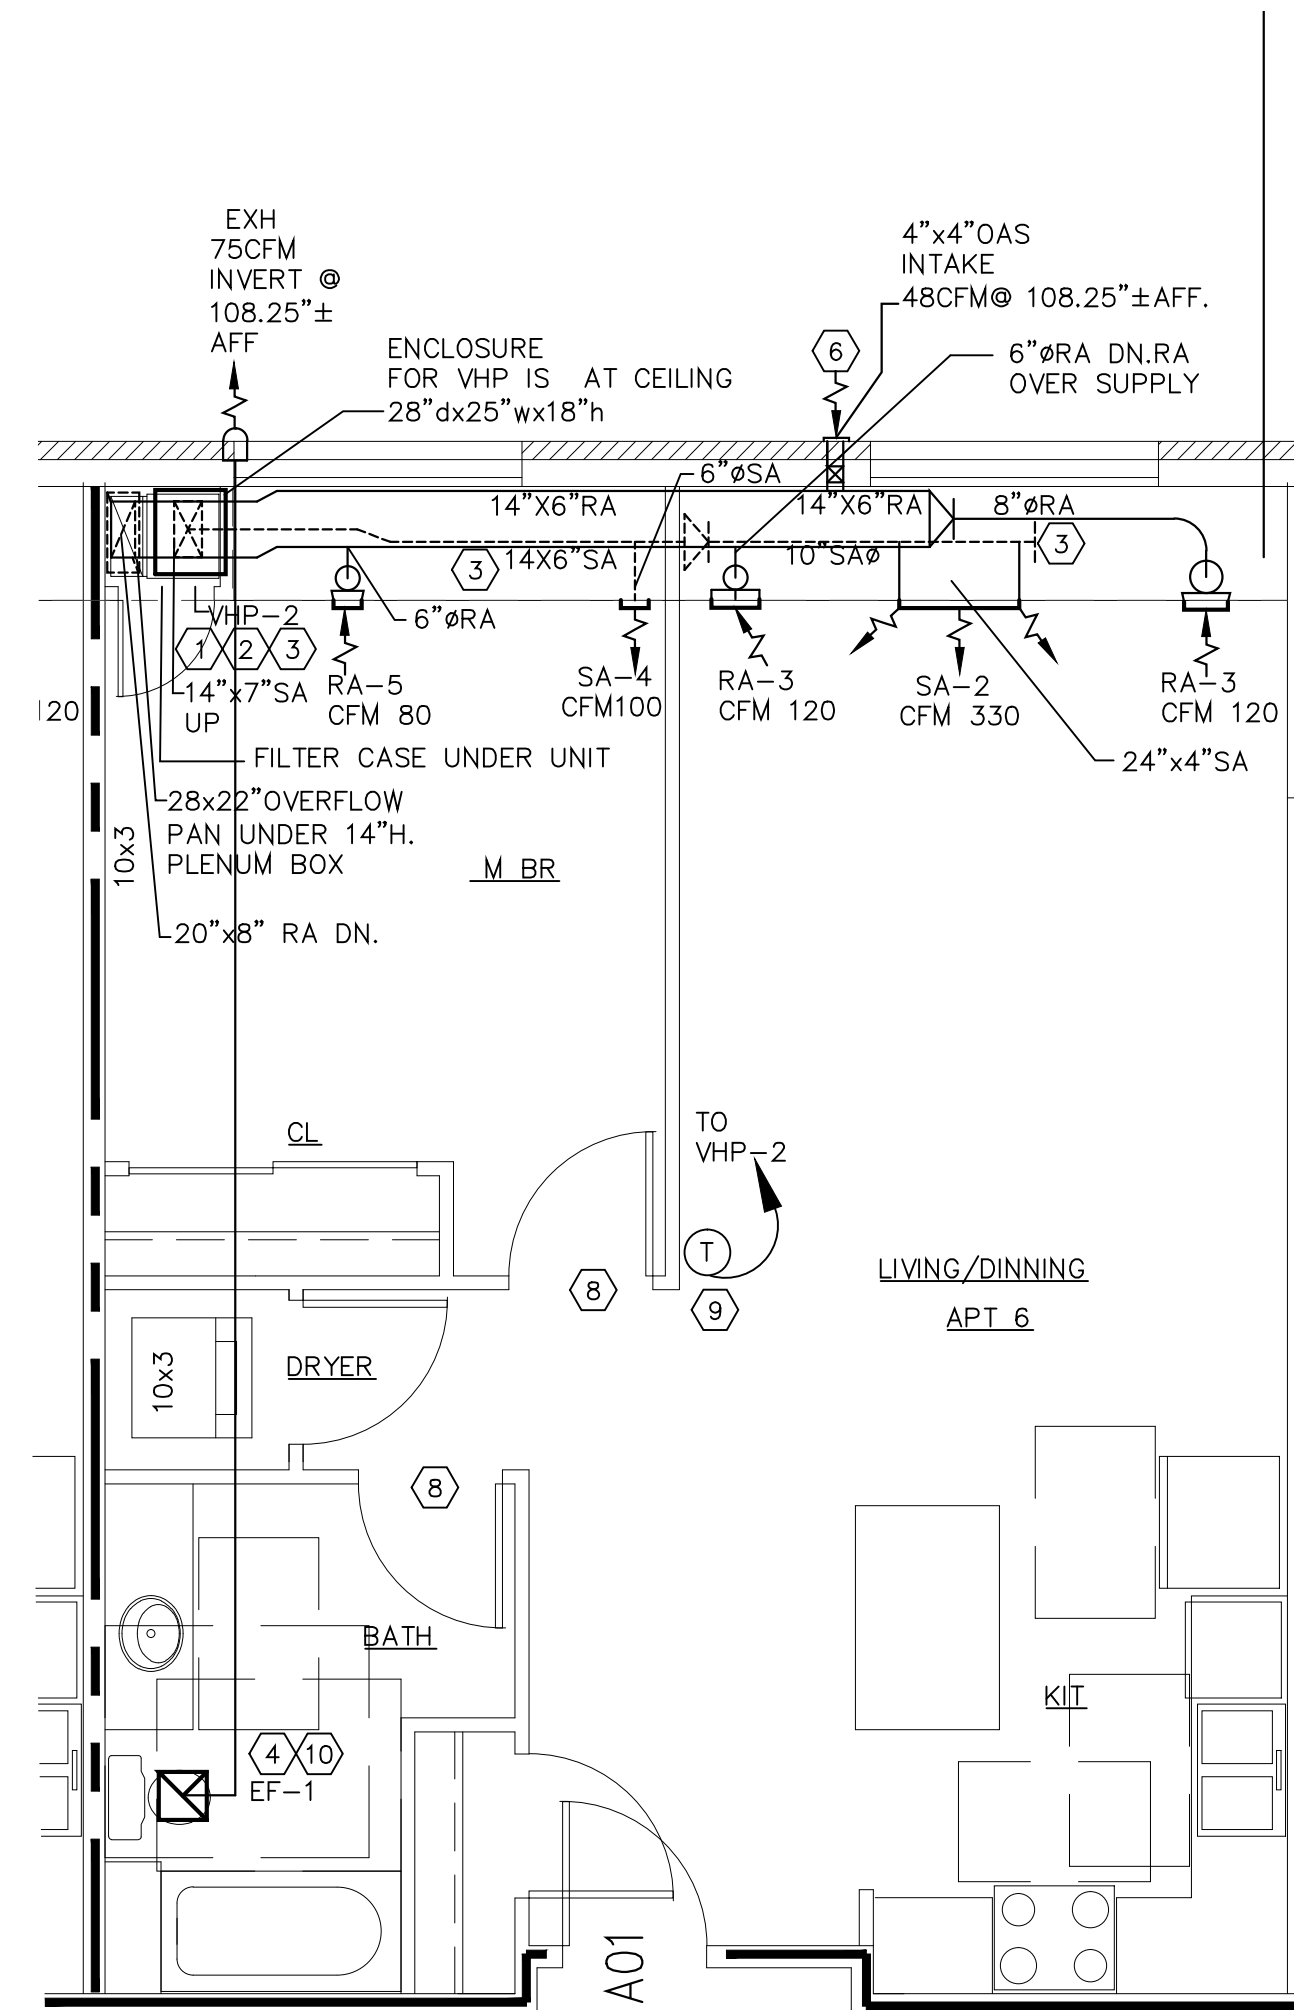 EXH
75CFM
INVERT @
108.25"±
AFF
4"x4"OAS
INTAKE
48CFM@ 108.25"±AFF.
ENCLOSURE
FOR VHP IS AT CEILING
28"dx25"wx18"h
6
6"øRA DN.RA
OVER SUPPLY
6"øSA
14"X6"RA
14"X6"RA
8"øRA
14X6"SA
10"SAø
3
3
6"øRA
VHP-2
1
2
3
14"x7"SA
UP
RA-5
CFM 80
SA-4
CFM100
RA-3
CFM 120
SA-2
CFM 330
RA-3
CFM 120
120
24"x4"SA
FILTER CASE UNDER UNIT
28x22"OVERFLOW
PAN UNDER 14"H.
PLENUM BOX
10x3
M BR
20"x8" RA DN.
CL
TO
VHP-2
T
8
9
LIVING/DINNING
APT 6
DRYER
10x3
8
BATH
KIT
4
10
EF-1
A01